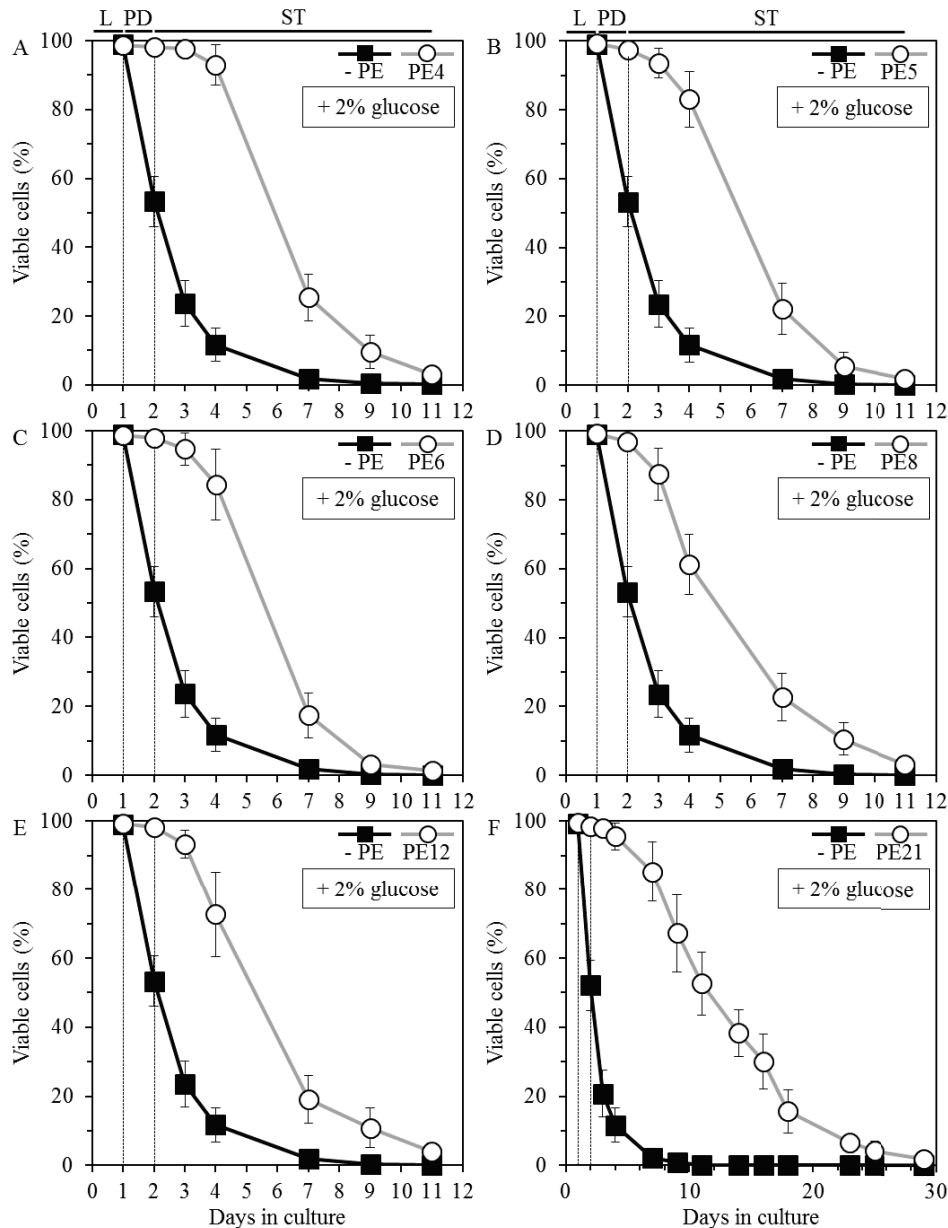 L PD ST
A
- PE PE4
+ 2% glucose
Viable cells (%)
100
80
60
40
20
0
0 1 2 3 4 5 6 7 8 9 10 11 12
L PD ST
B
- PE PE5
+ 2% glucose
Viable cells (%)
100
80
60
40
20
0
0 1 2 3 4 5 6 7 8 9 10 11 12
C
- PE PE6
+ 2% glucose
Viable cells (%)
100
80
60
40
20
0
0 1 2 3 4 5 6 7 8 9 10 11 12
D
- PE PE8
+ 2% glucose
Viable cells (%)
100
80
60
40
20
0
0 1 2 3 4 5 6 7 8 9 10 11 12
E
- PE PE12
+ 2% glucose
Viable cells (%)
100
80
60
40
20
0
0 1 2 3 4 5 6 7 8 9 10 11 12
Days in culture
F
- PE PE21
+ 2% glucose
Viable cells (%)
100
80
60
40
20
0
0 10 20 30
Days in culture